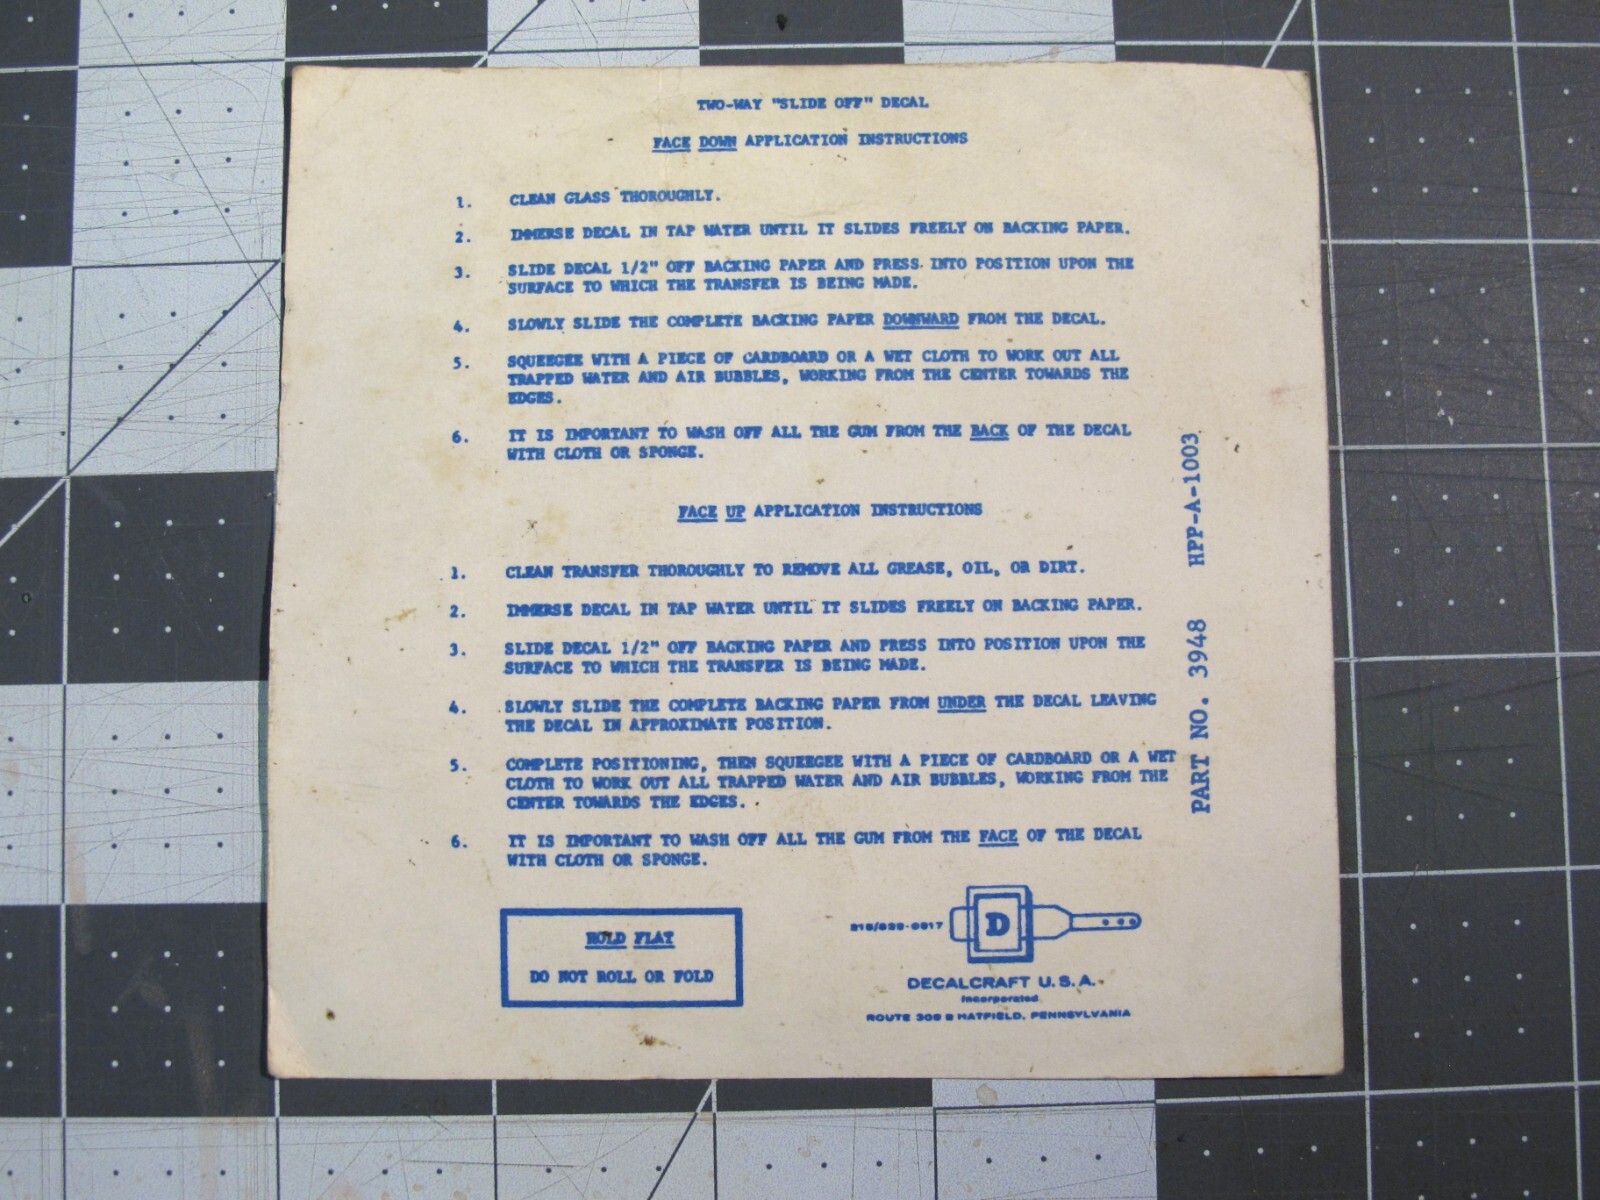 TWO-WAY "SLIDE OFF" DECAL
FACE DOWN APPLICATION INSTRUCTIONS
1. CLEAN GLASS THOROUGHLY.
2. IMMERSE DECAL IN TAP WATER UNTIL IT SLIDES FREELY ON BACKING PAPER.
3. SLIDE DECAL 1/2" OFF BACKING PAPER AND PRESS INTO POSITION UPON THE
SURFACE TO WHICH THE TRANSFER IS BEING MADE.
4. SLOWLY SLIDE THE COMPLETE BACKING PAPER DOWNWARD FROM THE DECAL.
5. SQUEEGEE WITH A PIECE OF CARDBOARD OR A WET CLOTH TO WORK OUT ALL
TRAPPED WATER AND AIR BUBBLES, WORKING FROM THE CENTER TOWARDS THE
EDGES.
6. IT IS IMPORTANT TO WASH OFF ALL THE GUM FROM THE BACK OF THE DECAL
WITH CLOTH OR SPONGE.
FACE UP APPLICATION INSTRUCTIONS
1. CLEAN TRANSFER THOROUGHLY TO REMOVE ALL GREASE, OIL, OR DIRT.
2. IMMERSE DECAL IN TAP WATER UNTIL IT SLIDES FREELY ON BACKING PAPER.
3. SLIDE DECAL 1/2" OFF BACKING PAPER AND PRESS INTO POSITION UPON THE
SURFACE TO WHICH THE TRANSFER IS BEING MADE.
4. SLOWLY SLIDE THE COMPLETE BACKING PAPER FROM UNDER THE DECAL LEAVING
THE DECAL IN APPROXIMATE POSITION.
5. COMPLETE POSITIONING, THEN SQUEEGEE WITH A PIECE OF CARDBOARD OR A WET
CLOTH TO WORK OUT ALL TRAPPED WATER AND AIR BUBBLES, WORKING FROM THE
CENTER TOWARDS THE EDGES.
6. IT IS IMPORTANT TO WASH OFF ALL THE GUM FROM THE FACE OF THE DECAL
WITH CLOTH OR SPONGE.
PART NO. 3948 HPP-A-1003
HOLD FLAT
DO NOT ROLL OR FOLD
D
DECALCRAFT U.S.A.
Incorporated
ROUTE 309 HATFIELD, PENNSYLVANIA